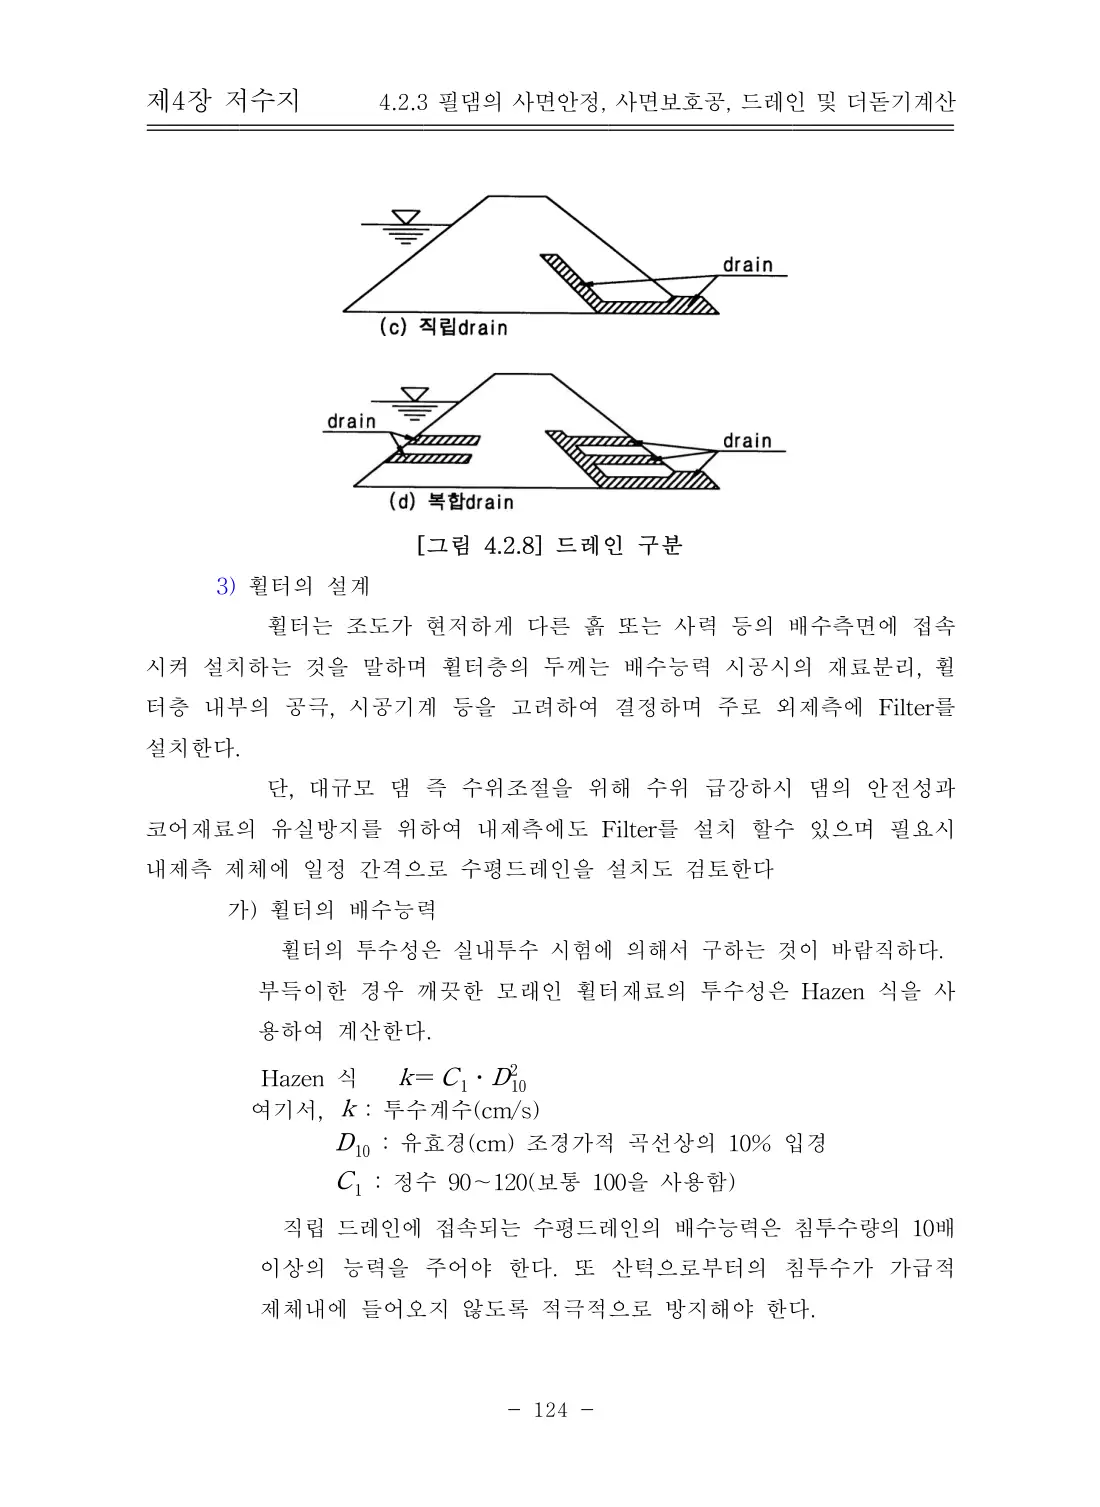 제4장 저수지 4.2.3 필댐의 사면안정, 사면보호공, 드레인 및 더돋기계산
drain
(c) 직립drain
drain
drain
(d) 복합drain
[그림 4.2.8] 드레인 구분
3) 휠터의 설계
휠터는 조도가 현저하게 다른 흙 또는 사력 등의 배수측면에 접속
시켜 설치하는 것을 말하며 휠터층의 두께는 배수능력 시공시의 재료분리, 휠
터층 내부의 공극, 시공기계 등을 고려하여 결정하며 주로 외제측에 Filter를
설치한다.
단, 대규모 댐 즉 수위조절을 위해 수위 급강하시 댐의 안전성과
코어재료의 유실방지를 위하여 내제측에도 Filter를 설치 할수 있으며 필요시
내제측 제체에 일정 간격으로 수평드레인을 설치도 검토한다
가) 휠터의 배수능력
휠터의 투수성은 실내투수 시험에 의해서 구하는 것이 바람직하다.
부득이한 경우 깨끗한 모래인 휠터재료의 투수성은 Hazen 식을 사
용하여 계산한다.
Hazen 식 k= C₁ · D₁₀²
여기서, k : 투수계수(cm/s)
D₁₀ : 유효경(cm) 조경가적 곡선상의 10% 입경
C₁ : 정수 90~120(보통 100을 사용함)
직립 드레인에 접속되는 수평드레인의 배수능력은 침투수량의 10배
이상의 능력을 주어야 한다. 또 산턱으로부터의 침투수가 가급적
제체내에 들어오지 않도록 적극적으로 방지해야 한다.
- 124 -